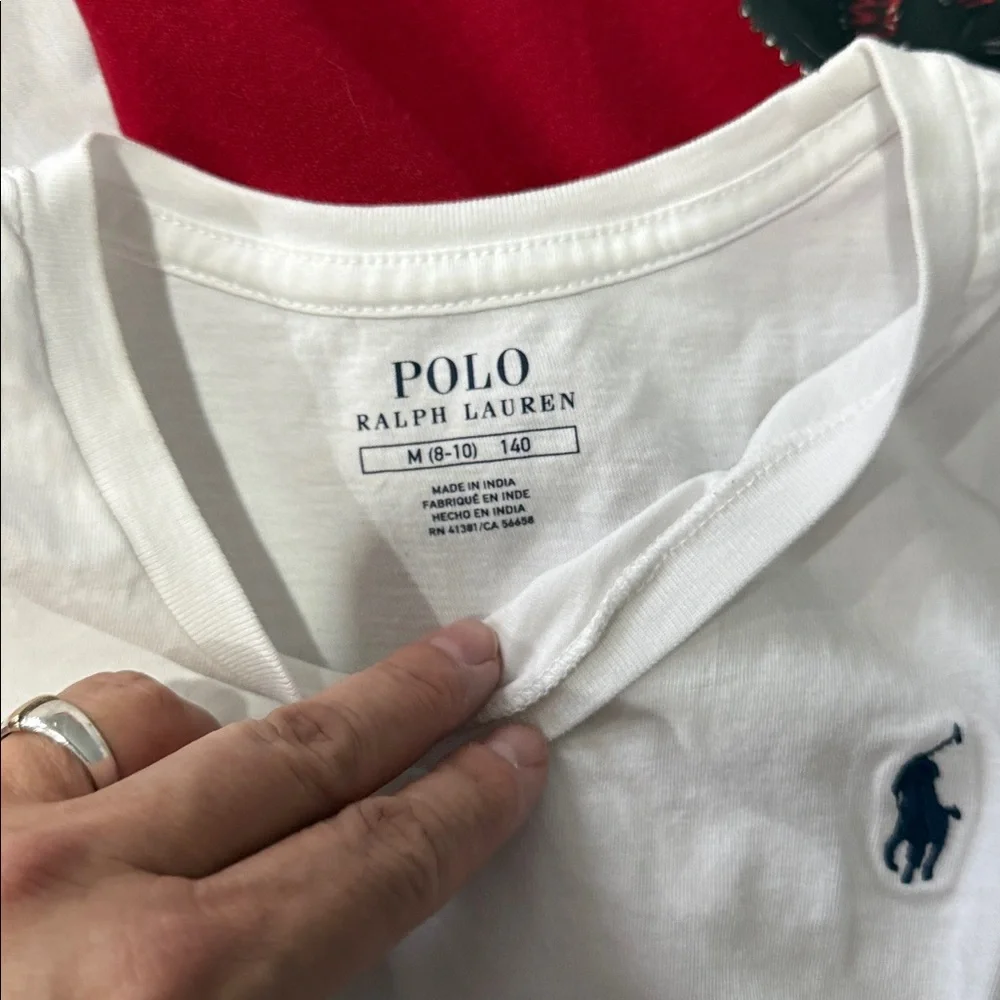 POLO
RALPH LAUREN
M (8-10) 140
MADE IN INDIA
FABRIQUÉ EN INDE
HECHO EN INDIA
RN 41381/CA 56658